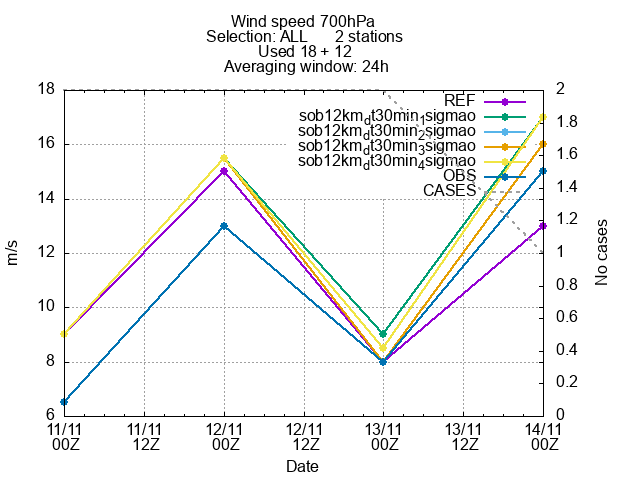 Wind speed 700hPa
Selection: ALL 2 stations
Used 18 + 12
Averaging window: 24h
18 2
REF
sob12km_dt30min_1sigmao 1.8
sob12km_dt30min_2sigmao
16 sob12km_dt30min_3sigmao 1.6
sob12km_dt30min_4sigmao
OBS
CASES 1.4
14
1.2
m/s 12 1 No cases
0.8
10
0.6
0.4
8
0.2
6 0
11/11 11/11 12/11 12/11 13/11 13/11 14/11
00Z 12Z 00Z 12Z 00Z 12Z 00Z
Date